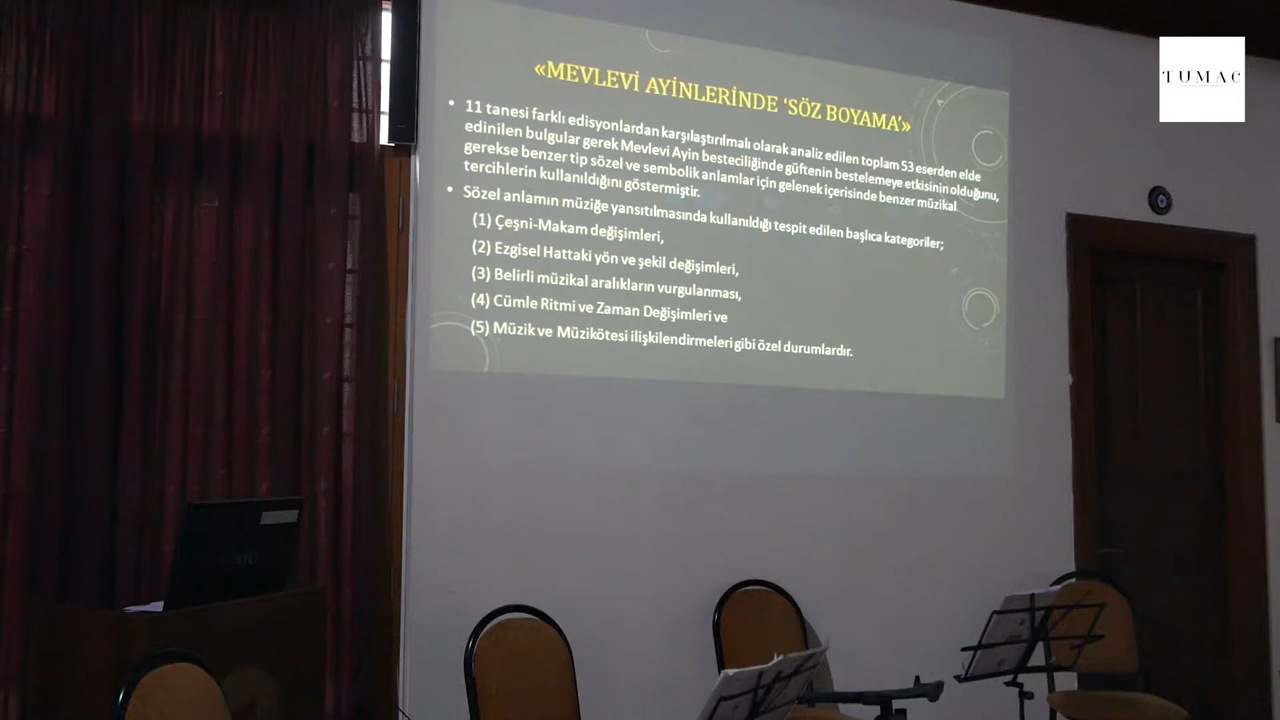 TUMAC
«MEVLEVİ AYİNLERİNDE ‘SÖZ BOYAMA’»
• 11 tanesi farklı edisyonlardan karşılaştırılmalı olarak analiz edilen toplam 53 eserden elde
edinilen bulgular gerek Mevlevi Ayin besteciliğinde güftenin bestelemeye etkisinin olduğunu,
gerekse benzer tip sözel ve sembolik anlamlar için gelenek içerisinde benzer müzikal
tercihlerin kullanıldığını göstermiştir.
• Sözel anlamın müziğe yansıtılmasında kullanıldığı tespit edilen başlıca kategoriler;
(1) Çeşni-Makam değişimleri,
(2) Ezgisel Hattaki yön ve şekil değişimleri,
(3) Belirli müzikal aralıkların vurgulanması,
(4) Cümle Ritmi ve Zaman Değişimleri ve
(5) Müzik ve Müzikötesi ilişkilendirmeleri gibi özel durumlardır.